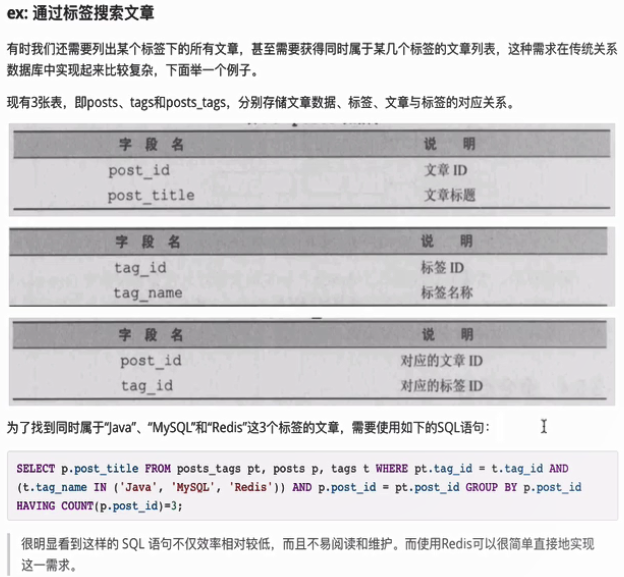 ex: 通过标签搜索文章
有时我们还需要列出某个标签下的所有文章，甚至需要获得同时属于某几个标签的文章列表，这种需求在传统关系
数据库中实现起来比较复杂，下面举一个例子。
现有3张表，即posts、tags和posts_tags，分别存储文章数据、标签、文章与标签的对应关系。
字 段 名 说 明
post_id 文章 ID
post_title 文章标题
字 段 名 说 明
tag_id 标签 ID
tag_name 标签名称
字 段 名 说 明
post_id 对应的文章 ID
tag_id 对应的标签 ID
为了找到同时属于“Java”、“MySQL”和“Redis”这3个标签的文章，需要使用如下的SQL语句：
SELECT p.post_title FROM posts_tags pt, posts p, tags t WHERE pt.tag_id = t.tag_id AND
(t.tag_name IN ('Java', 'MySQL', 'Redis')) AND p.post_id = pt.post_id GROUP BY p.post_id
HAVING COUNT(p.post_id)=3;
很明显看到这样的 SQL 语句不仅效率相对较低，而且不易阅读和维护。而使用Redis可以很简单直接地实现
这一需求。